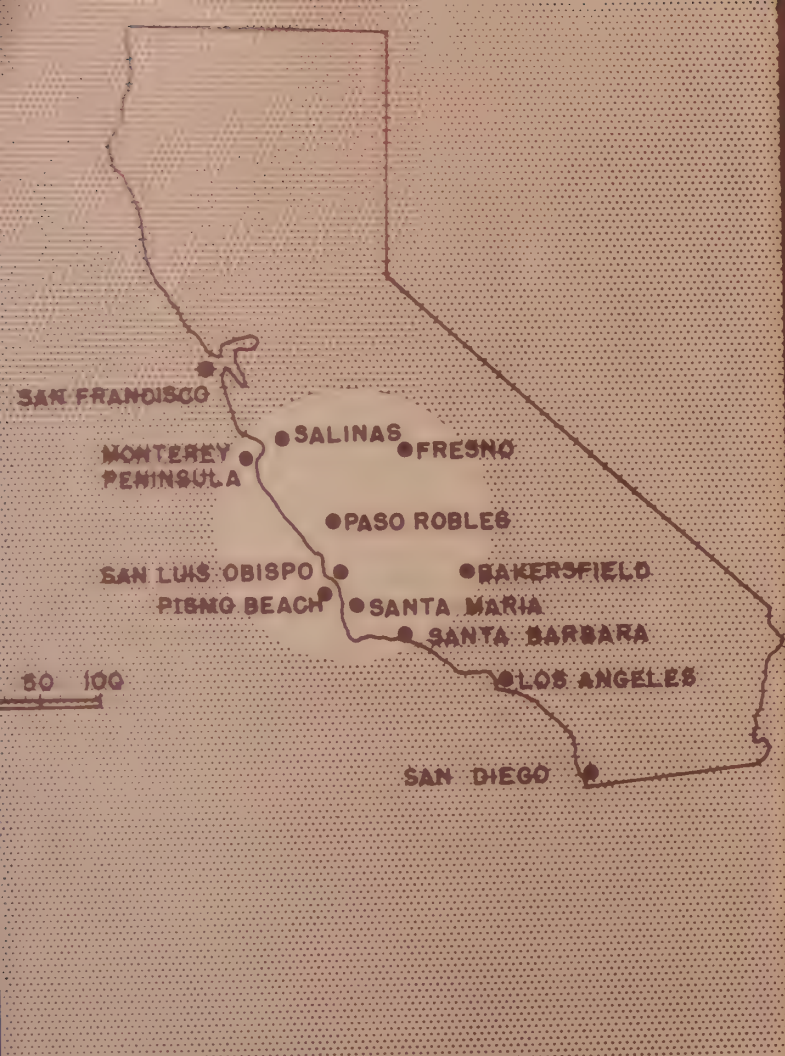 SAN FRANCISCO
SALINAS
FRESNO
MONTEREY
PENINSULA
PASO ROBLES
SAN LUIS OBISPO
BAKERSFIELD
PISMO BEACH
SANTA MARIA
SANTA BARBARA
LOS ANGELES
50 100
SAN DIEGO